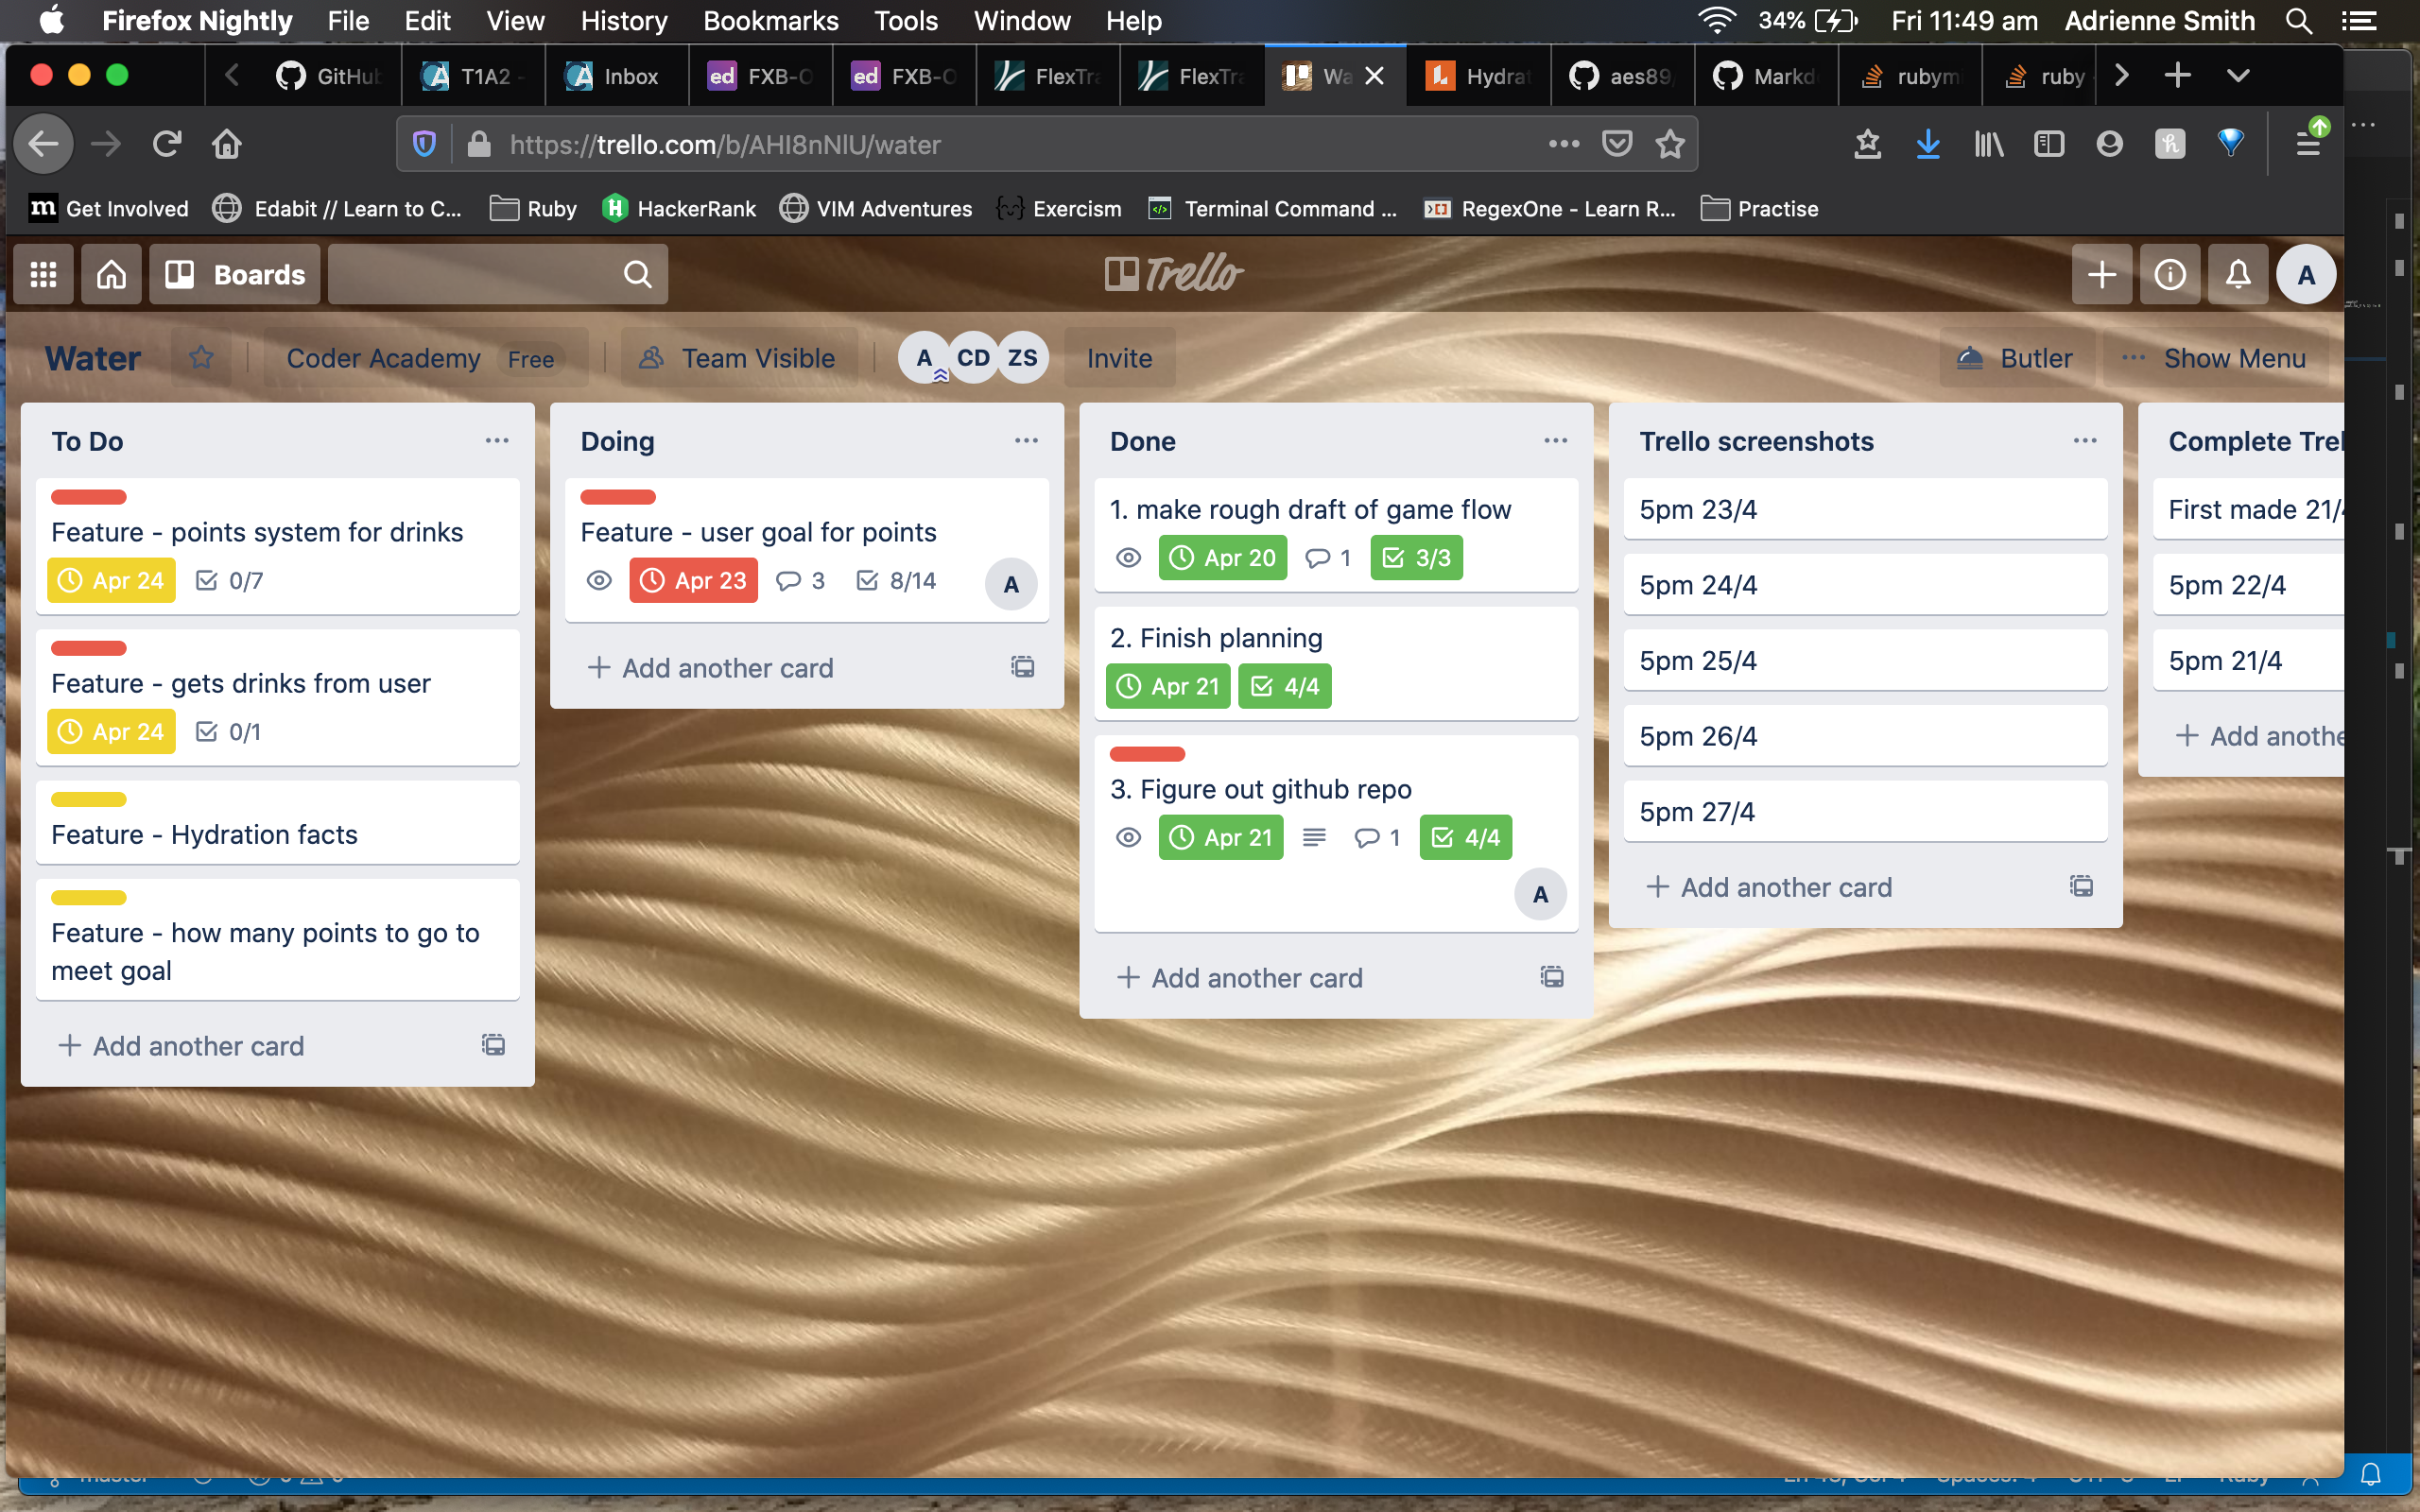 Firefox Nightly File Edit View History Bookmarks Tools Window Help 34% Fri 11:49 am Adrienne Smith
GitHub T1A2 - Inbox FXB-O FXB-O FlexTra FlexTra Wa Hydrat aes89/ Markd rubymi ruby
https://trello.com/b/AHI8nNlU/water
Get Involved Edabit // Learn to C... Ruby HackerRank VIM Adventures Exercism Terminal Command ... RegexOne - Learn R... Practise
Boards Trello A
Water Coder Academy Free Team Visible A CD ZS Invite Butler ... Show Menu
To Do
Feature - points system for drinks
Apr 24 0/7
Feature - gets drinks from user
Apr 24 0/1
Feature - Hydration facts
Feature - how many points to go to
meet goal
+ Add another card
Doing
Feature - user goal for points
Apr 23 3 8/14 A
+ Add another card
Done
1. make rough draft of game flow
Apr 20 1 3/3
2. Finish planning
Apr 21 4/4
3. Figure out github repo
Apr 21 1 4/4
A
+ Add another card
Trello screenshots
5pm 23/4
5pm 24/4
5pm 25/4
5pm 26/4
5pm 27/4
+ Add another card
Complete Trel
First made 21/4
5pm 22/4
5pm 21/4
+ Add anothe